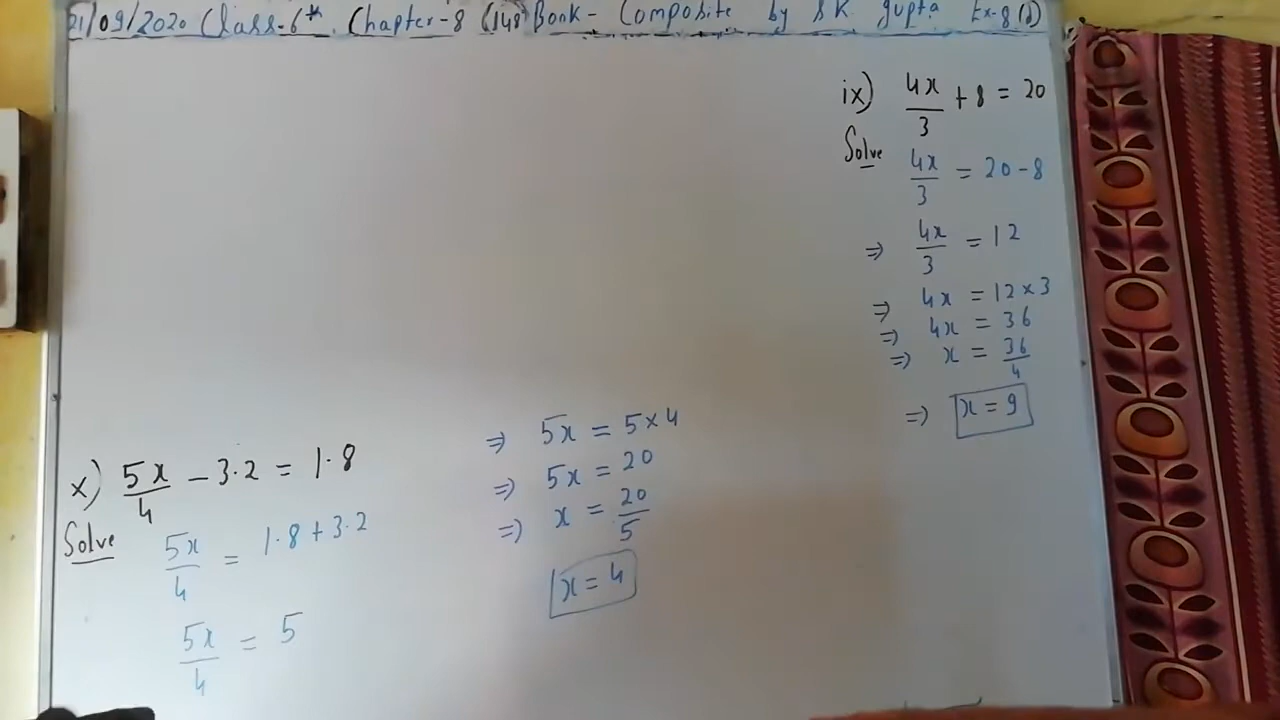 21/09/2020 Class-6th. Chapter-8 (148) Book- Composite by SK gupta Ex-8(B)
ix) 4x/3 + 8 = 20
Solve 4x/3 = 20-8
⇒ 4x/3 = 12
⇒ 4x = 12×3
⇒ 4x = 36
⇒ x = 36/4
⇒ x = 9
x) 5x/4 - 3.2 = 1.8
Solve 5x/4 = 1.8 + 3.2
5x/4 = 5
⇒ 5x = 5×4
⇒ 5x = 20
⇒ x = 20/5
x = 4